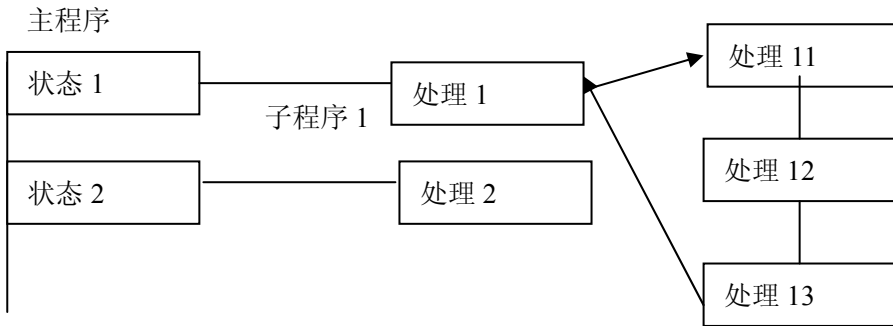 主程序
状态 1
处理 1
处理 11
子程序 1
处理 12
状态 2
处理 2
处理 13